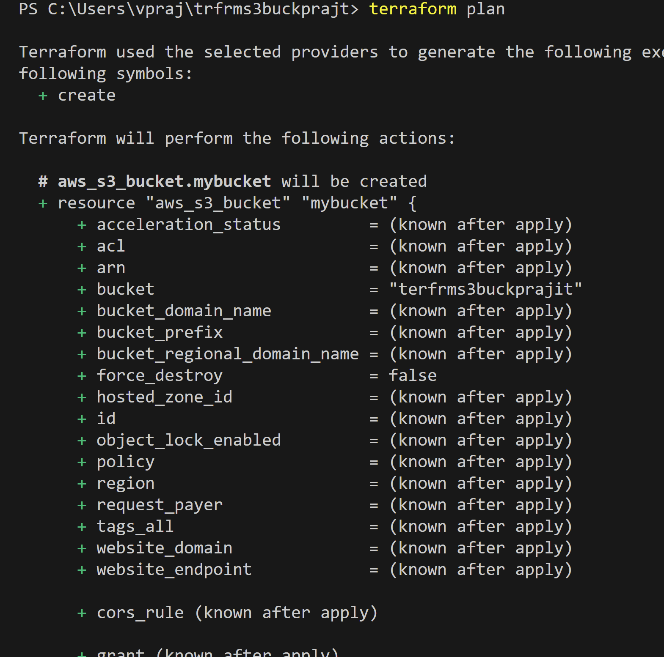 PS C:\Users\vpraj\trfrms3buckprajt> terraform plan
Terraform used the selected providers to generate the following exe
following symbols:
+ create
Terraform will perform the following actions:
# aws_s3_bucket.mybucket will be created
+ resource "aws_s3_bucket" "mybucket" {
+ acceleration_status = (known after apply)
+ acl = (known after apply)
+ arn = (known after apply)
+ bucket = "terfrms3buckprajit"
+ bucket_domain_name = (known after apply)
+ bucket_prefix = (known after apply)
+ bucket_regional_domain_name = (known after apply)
+ force_destroy = false
+ hosted_zone_id = (known after apply)
+ id = (known after apply)
+ object_lock_enabled = (known after apply)
+ policy = (known after apply)
+ region = (known after apply)
+ request_payer = (known after apply)
+ tags_all = (known after apply)
+ website_domain = (known after apply)
+ website_endpoint = (known after apply)
+ cors_rule (known after apply)
+ grant (known after apply)